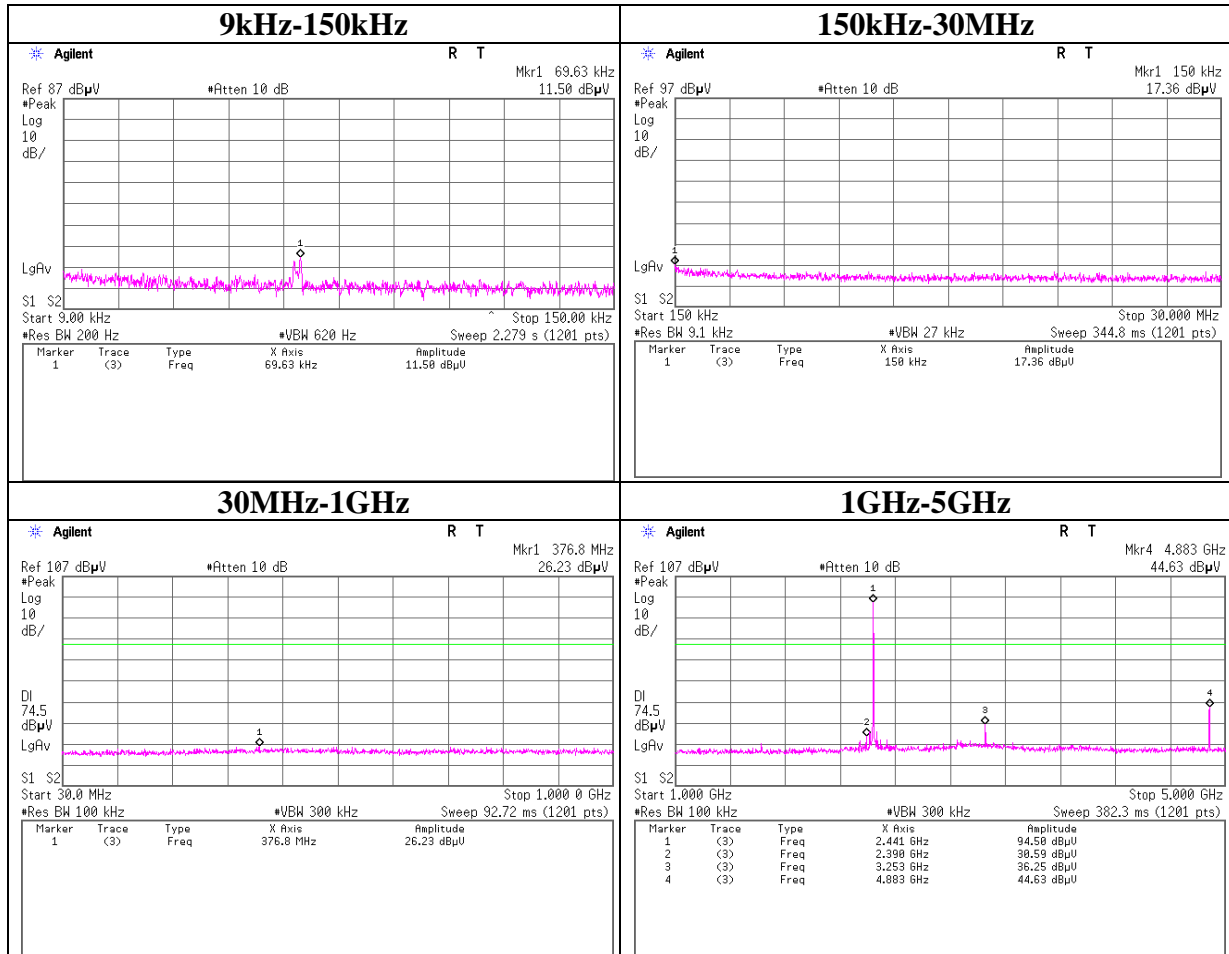 9kHz-150kHz
Agilent R T
Mkr1 69.63 kHz
Ref 87 dBµV #Atten 10 dB 11.50 dBµV
#Peak
Log
10
dB/
1
LgAv
S1 S2
Start 9.00 kHz ^ Stop 150.00 kHz
#Res BW 200 Hz #VBW 620 Hz Sweep 2.279 s (1201 pts)
Marker Trace Type X Axis Amplitude
1 (3) Freq 69.63 kHz 11.50 dBµV
150kHz-30MHz
Agilent R T
Mkr1 150 kHz
Ref 97 dBµV #Atten 10 dB 17.36 dBµV
#Peak
Log
10
dB/
1
LgAv
S1 S2
Start 150 kHz Stop 30.000 MHz
#Res BW 9.1 kHz #VBW 27 kHz Sweep 344.8 ms (1201 pts)
Marker Trace Type X Axis Amplitude
1 (3) Freq 150 kHz 17.36 dBµV
30MHz-1GHz
Agilent R T
Mkr1 376.8 MHz
Ref 107 dBµV #Atten 10 dB 26.23 dBµV
#Peak
Log
10
dB/
DI
74.5
dBµV
1
LgAv
S1 S2
Start 30.0 MHz Stop 1.000 0 GHz
#Res BW 100 kHz #VBW 300 kHz Sweep 92.72 ms (1201 pts)
Marker Trace Type X Axis Amplitude
1 (3) Freq 376.8 MHz 26.23 dBµV
1GHz-5GHz
Agilent R T
Mkr4 4.883 GHz
Ref 107 dBµV #Atten 10 dB 44.63 dBµV
#Peak
1
Log
10
dB/
DI 4
74.5
3
dBµV
2
LgAv
S1 S2
Start 1.000 GHz Stop 5.000 GHz
#Res BW 100 kHz #VBW 300 kHz Sweep 382.3 ms (1201 pts)
Marker Trace Type X Axis Amplitude
1 (3) Freq 2.441 GHz 94.50 dBµV
2 (3) Freq 2.390 GHz 30.59 dBµV
3 (3) Freq 3.253 GHz 36.25 dBµV
4 (3) Freq 4.883 GHz 44.63 dBµV